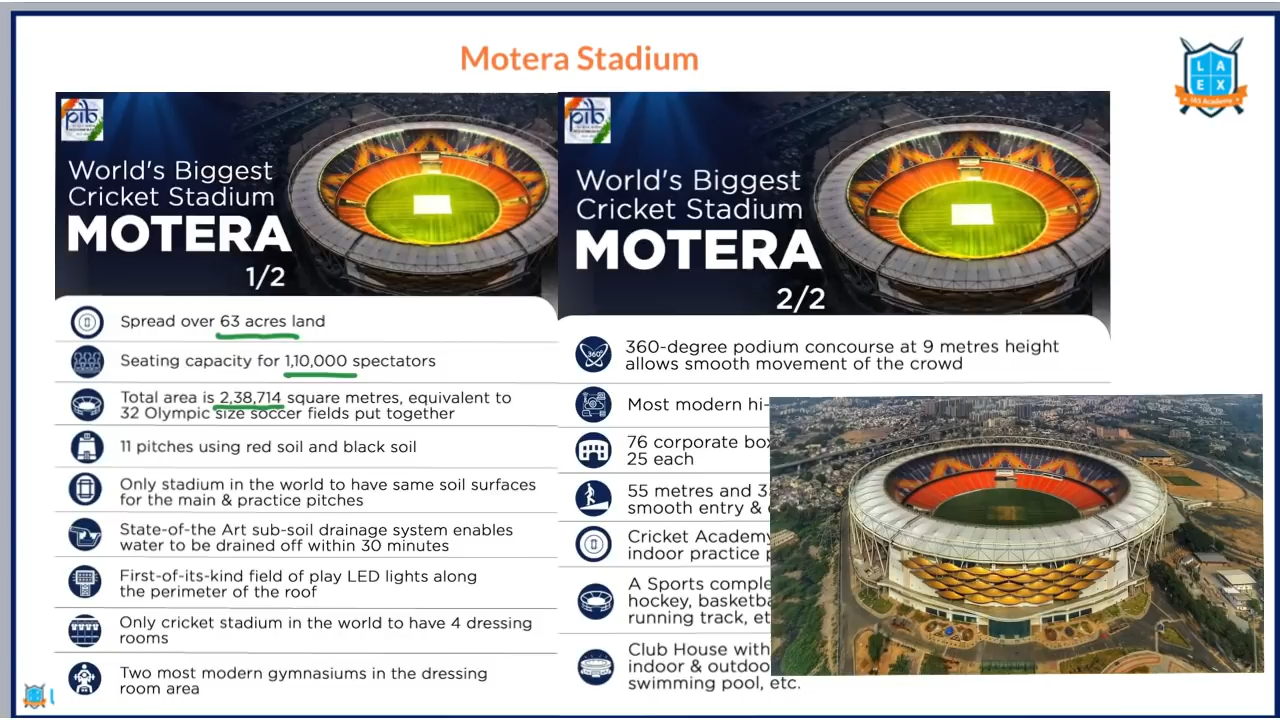 Motera Stadium
LAEX
IAS Academy
pib
World's Biggest
Cricket Stadium
MOTERA
1/2
Spread over 63 acres land
Seating capacity for 1,10,000 spectators
Total area is 2,38,714 square metres, equivalent to
32 Olympic size soccer fields put together
11 pitches using red soil and black soil
Only stadium in the world to have same soil surfaces
for the main & practice pitches
State-of-the Art sub-soil drainage system enables
water to be drained off within 30 minutes
First-of-its-kind field of play LED lights along
the perimeter of the roof
Only cricket stadium in the world to have 4 dressing
rooms
Two most modern gymnasiums in the dressing
room area
pib
World's Biggest
Cricket Stadium
MOTERA
2/2
360-degree podium concourse at 9 metres height
allows smooth movement of the crowd
360°
Most modern hi-
76 corporate box
25 each
55 metres and 3
smooth entry &
Cricket Academy
indoor practice
A Sports comple
hockey, basketba
running track, et
Club House with
indoor & outdoo
swimming pool, etc.